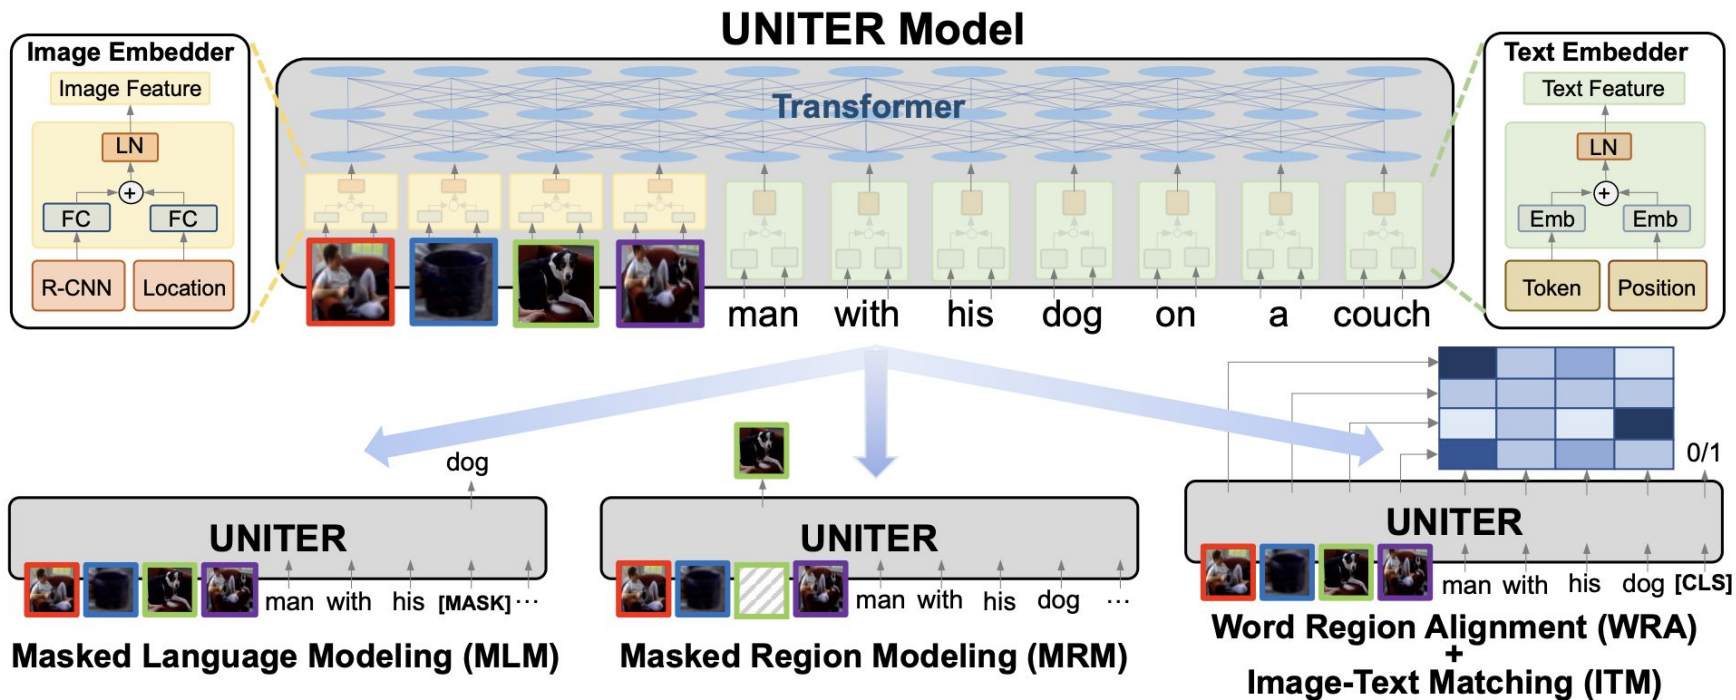 UNITER Model
Image Embedder
Image Feature
LN
+
FC FC
R-CNN Location
Transformer
man with his dog on a couch
Text Embedder
Text Feature
LN
+
Emb Emb
Token Position
dog
UNITER
man with his [MASK] ...
Masked Language Modeling (MLM)
UNITER
man with his dog ...
Masked Region Modeling (MRM)
0/1
UNITER
man with his dog [CLS]
Word Region Alignment (WRA)
+
Image-Text Matching (ITM)